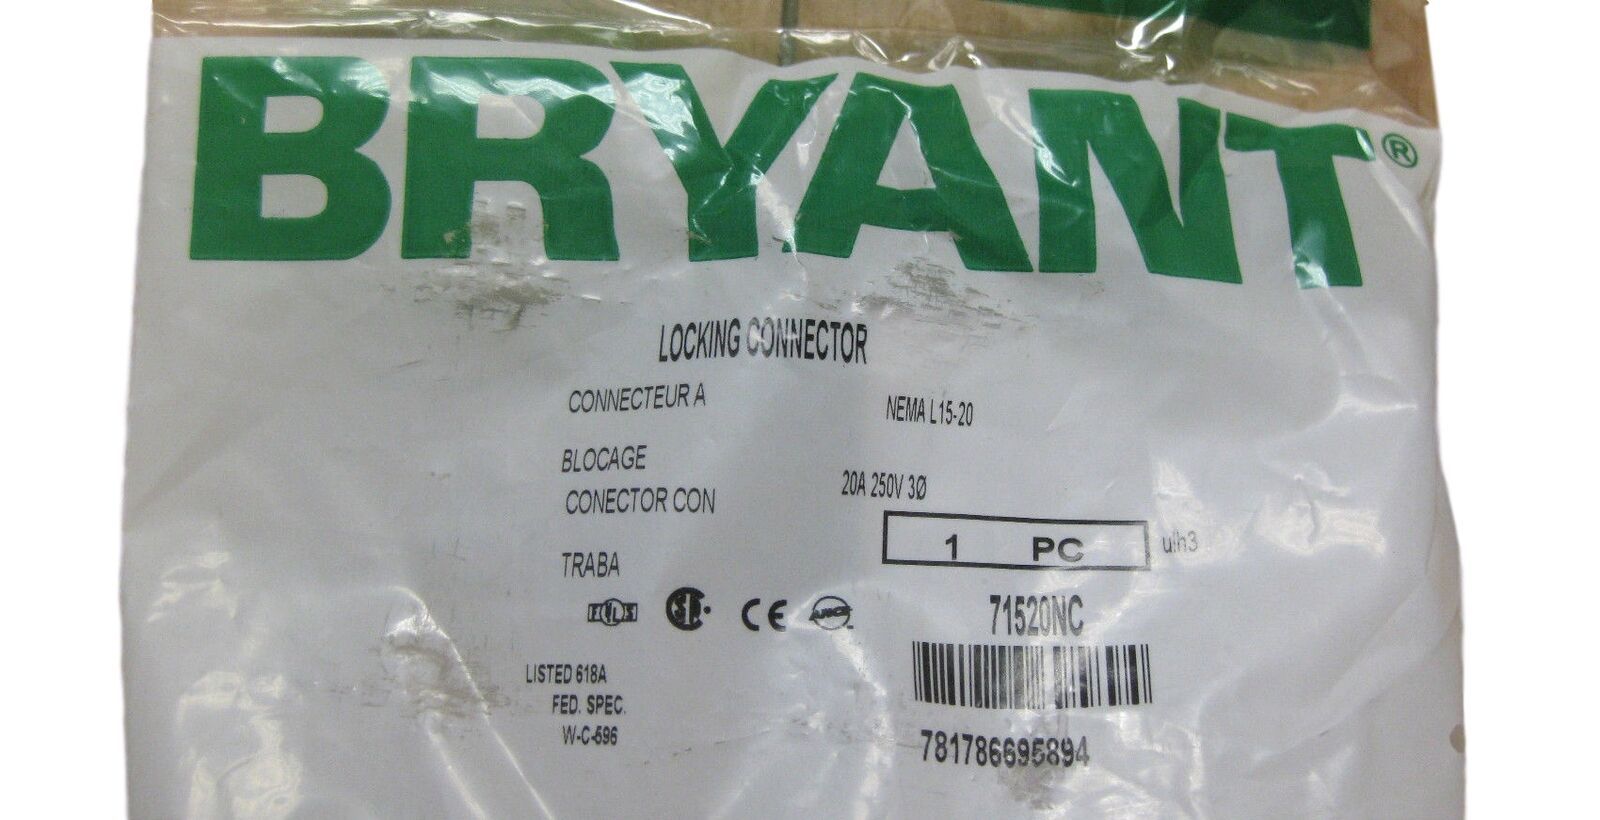 BRYANT®
LOCKING CONNECTOR
CONNECTEUR A
NEMA L15-20
BLOCAGE
CONECTOR CON
20A 250V 3Ø
1 PC
TRABA
CE
71520NC
LISTED 618A
FED. SPEC.
W-C-596
781786695894